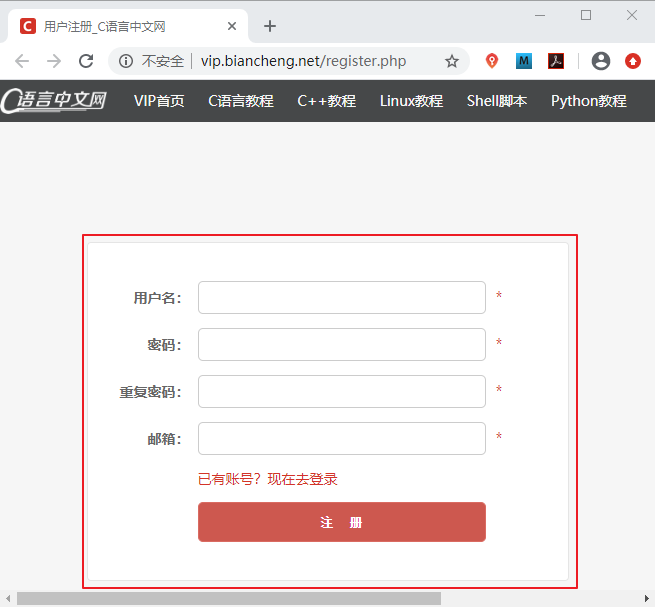 用户注册_C语言中文网
不安全 vip.biancheng.net/register.php
C语言中文网 VIP首页 C语言教程 C++教程 Linux教程 Shell脚本 Python教程
用户名： *
密码： *
重复密码： *
邮箱： *
已有账号？现在去登录
注 册